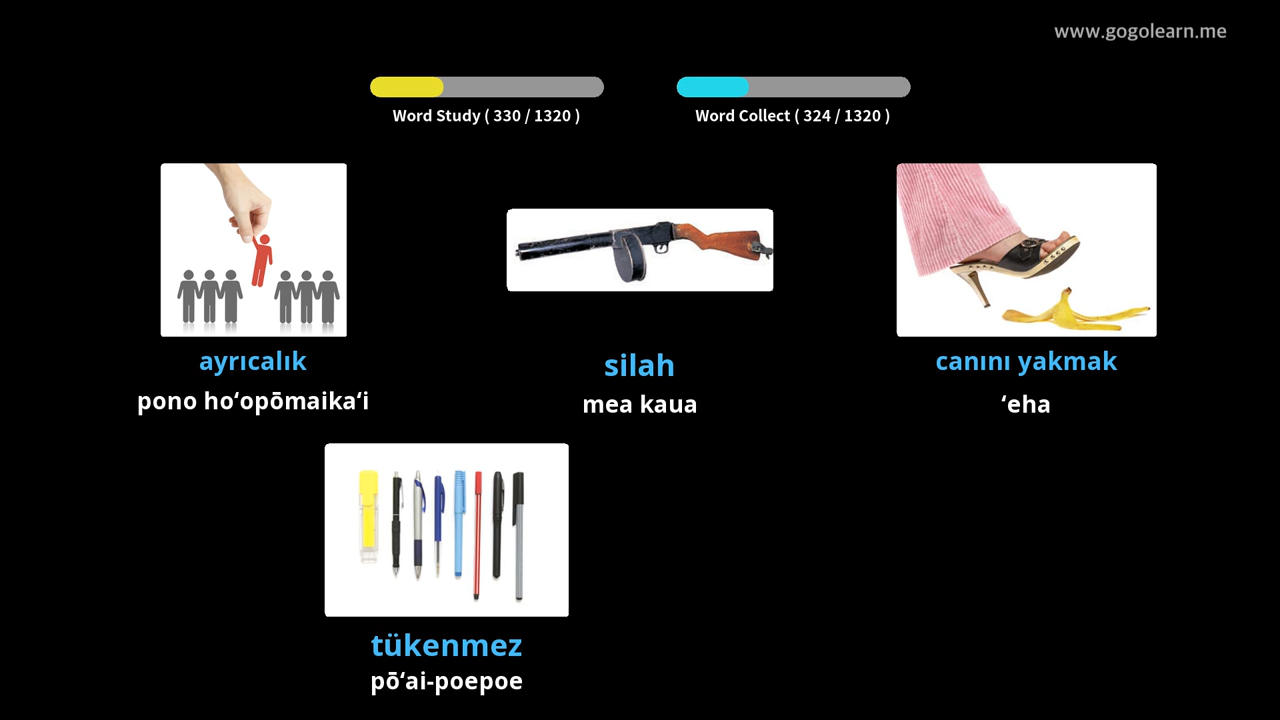 www.gogolearn.me
Word Study ( 330 / 1320 )
Word Collect ( 324 / 1320 )
ayrıcalık
pono hoʻopōmaikaʻi
silah
mea kaua
canını yakmak
ʻeha
tükenmez
pōʻai-poepoe